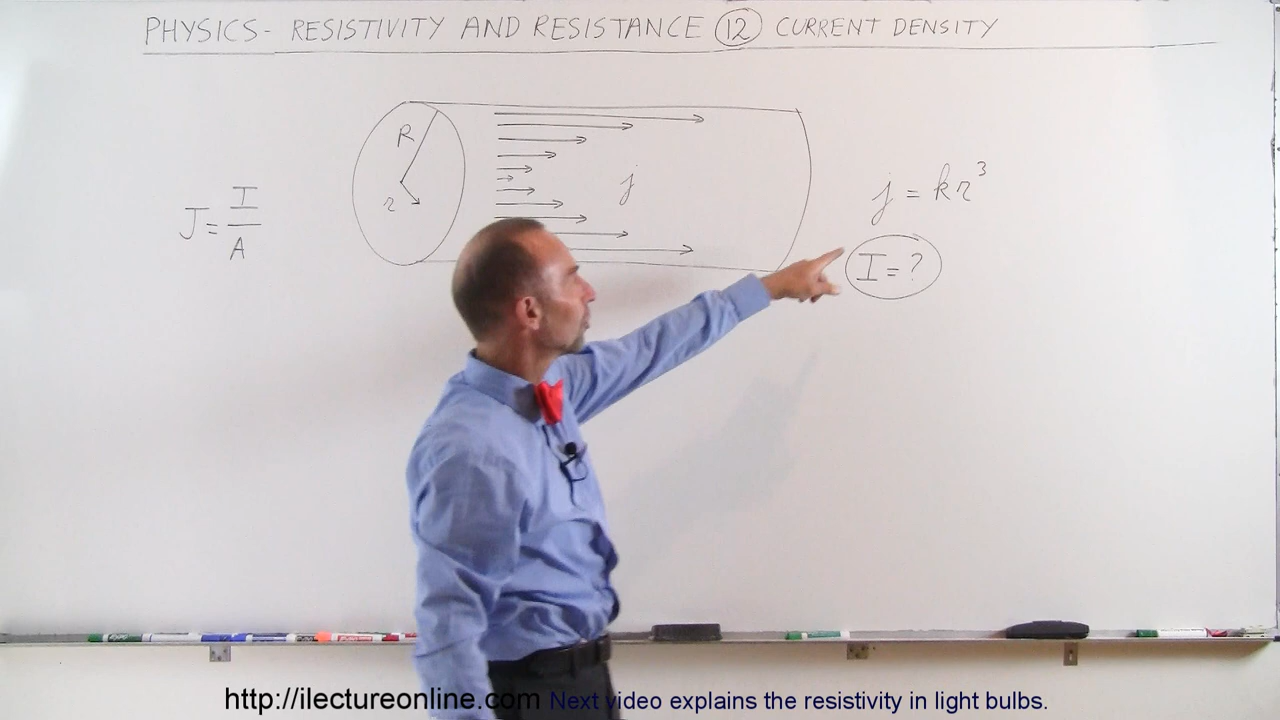 PHYSICS - RESISTIVITY AND RESISTANCE 12 CURRENT DENSITY
R
r
j
J = I/A
j = kr³
I = ?
http://ilectureonline.com Next video explains the resistivity in light bulbs.